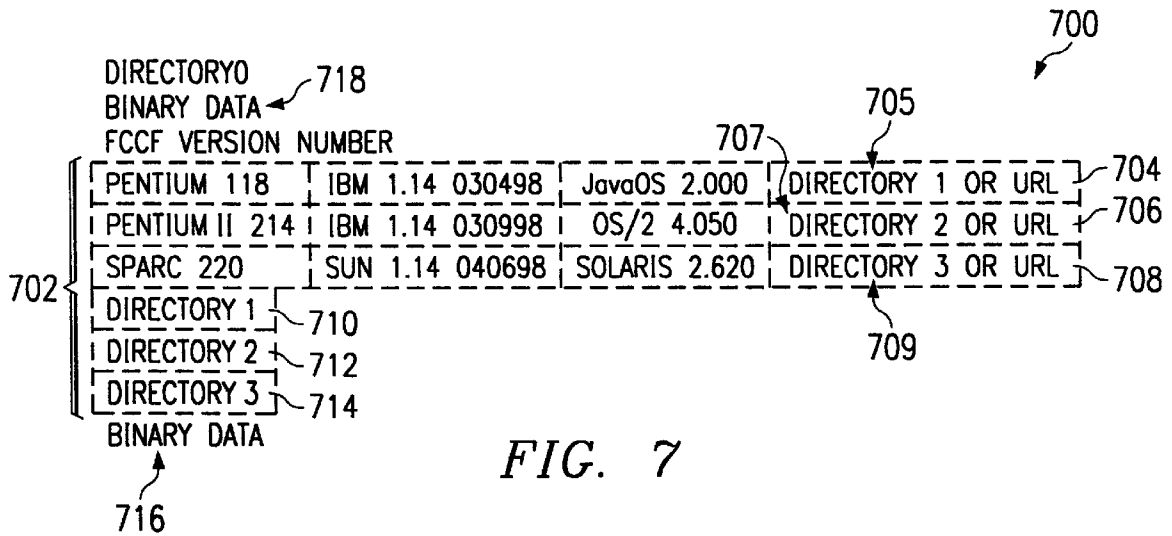 700
DIRECTORY0
718
BINARY DATA
705
FCCF VERSION NUMBER
707
PENTIUM 118 IBM 1.14 030498 JavaOS 2.000 DIRECTORY 1 OR URL 704
PENTIUM II 214 IBM 1.14 030998 OS/2 4.050 DIRECTORY 2 OR URL 706
SPARC 220 SUN 1.14 040698 SOLARIS 2.620 DIRECTORY 3 OR URL 708
702
DIRECTORY 1 710
709
DIRECTORY 2 712
DIRECTORY 3 714
BINARY DATA
FIG. 7
716